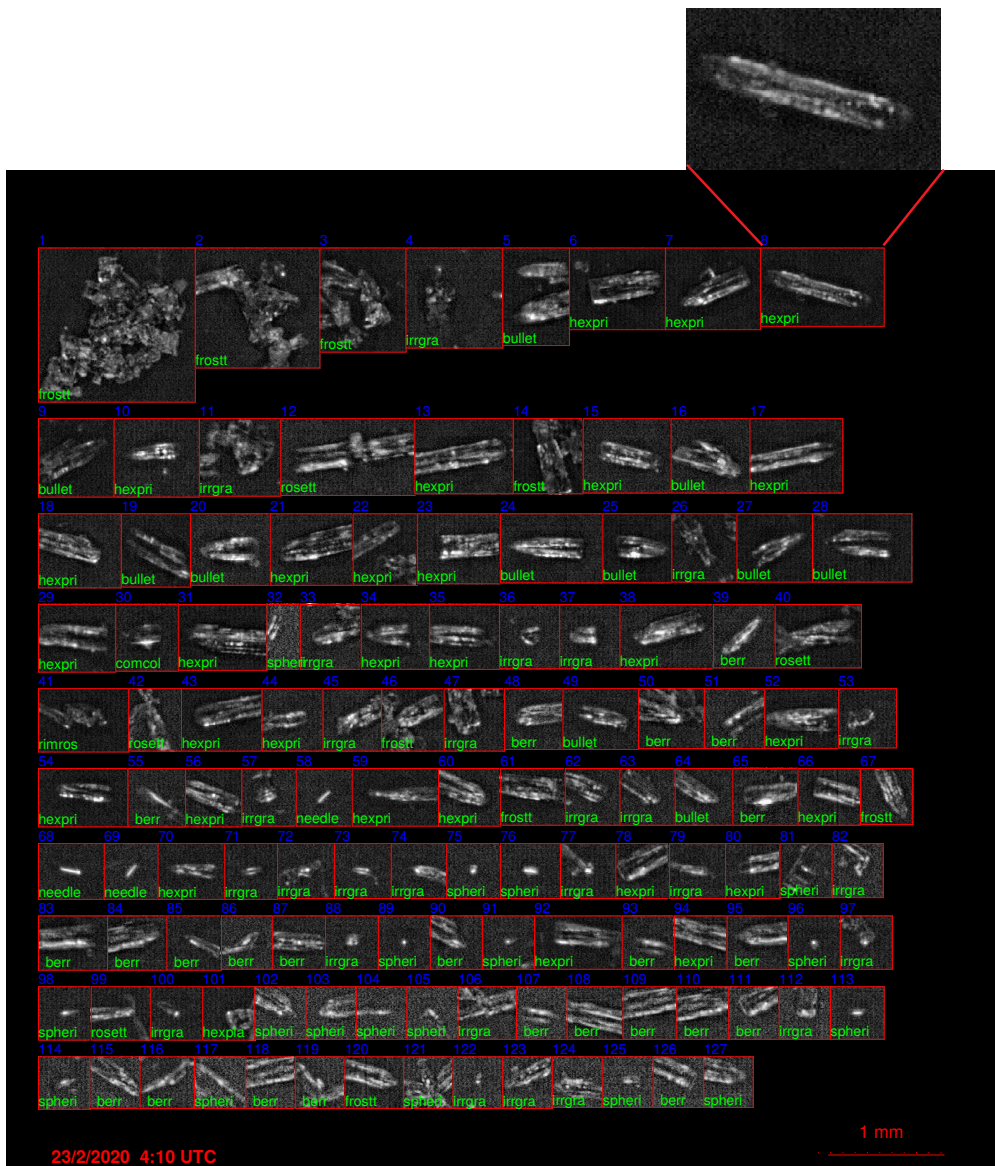 1 2 3 4 5 6 7 8
frostt frostt frostt irrgra bullet hexpri hexpri hexpri
9 10 11 12 13 14 15 16 17
bullet hexpri irrgra rosett hexpri frostt hexpri bullet hexpri
18 19 20 21 22 23 24 25 26 27 28
hexpri bullet bullet hexpri hexpri hexpri bullet bullet irrgra bullet bullet
29 30 31 32 33 34 35 36 37 38 39 40
hexpri comcol hexpri spheri irrgra hexpri hexpri irrgra irrgra hexpri berr rosett
41 42 43 44 45 46 47 48 49 50 51 52 53
rimros rosett hexpri hexpri irrgra frostt irrgra berr bullet berr berr hexpri irrgra
54 55 56 57 58 59 60 61 62 63 64 65 66 67
hexpri berr hexpri irrgra needle hexpri hexpri frostt irrgra irrgra bullet berr hexpri frostt
68 69 70 71 72 73 74 75 76 77 78 79 80 81 82
needle needle hexpri irrgra irrgra irrgra irrgra spheri spheri irrgra hexpri irrgra hexpri spheri irrgra
83 84 85 86 87 88 89 90 91 92 93 94 95 96 97
berr berr berr berr berr irrgra spheri berr spheri hexpri berr hexpri berr spheri irrgra
98 99 100 101 102 103 104 105 106 107 108 109 110 111 112 113
spheri rosett irrgra hexpla spheri spheri spheri spheri irrgra berr berr berr berr berr irrgra spheri
114 115 116 117 118 119 120 121 122 123 124 125 126 127
spheri berr berr spheri berr berr frostt spheri irrgra irrgra irrgra spheri berr spheri
1 mm
23/2/2020 4:10 UTC